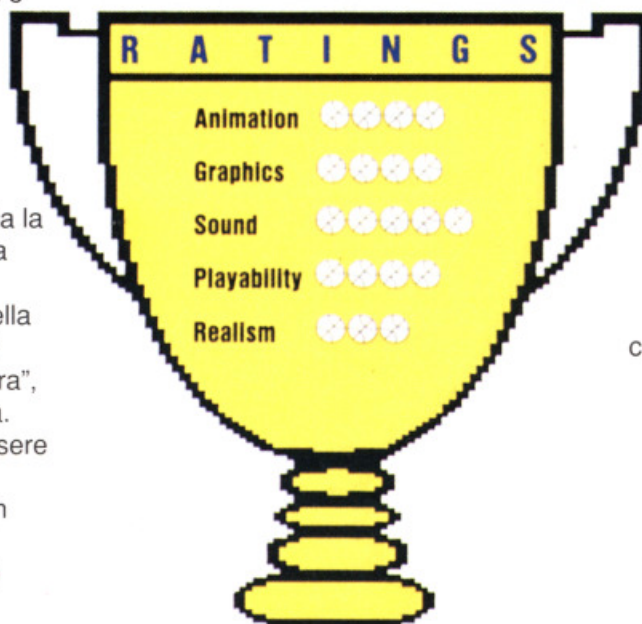 R A T I N G S
Animation
Graphics
Sound
Playability
Realism
a la
a
ella
ra",
a.
sere
n
c